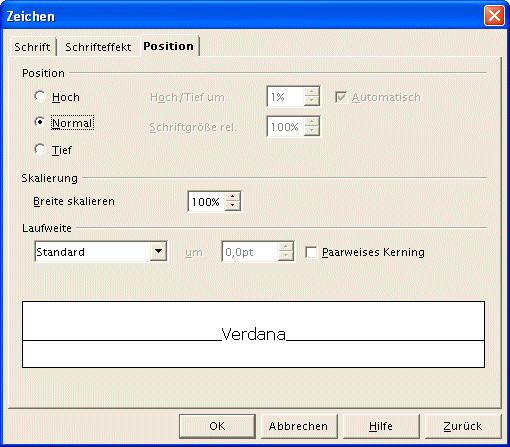 Zeichen
Schrift Schrifteffekt Position
Position
Hoch Hoch/Tief um 1% Automatisch
Normal Schriftgröße rel. 100%
Tief
Skalierung
Breite skalieren 100%
Laufweite
Standard um 0,0pt Paarweises Kerning
Verdana
OK Abbrechen Hilfe Zurück